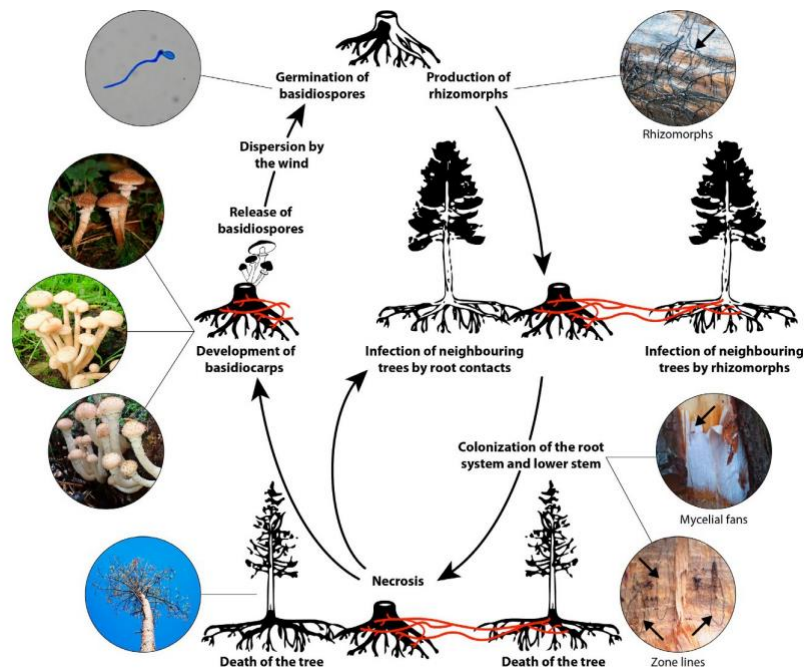 Germination of
basidiospores
Production of
rhizomorphs
Rhizomorphs
Dispersion by
the wind
Release of
basidiospores
Development of
basidiocarps
Infection of neighbouring
trees by root contacts
Infection of neighbouring
trees by rhizomorphs
Colonization of the root
system and lower stem
Mycelial fans
Necrosis
Death of the tree
Death of the tree
Zone lines